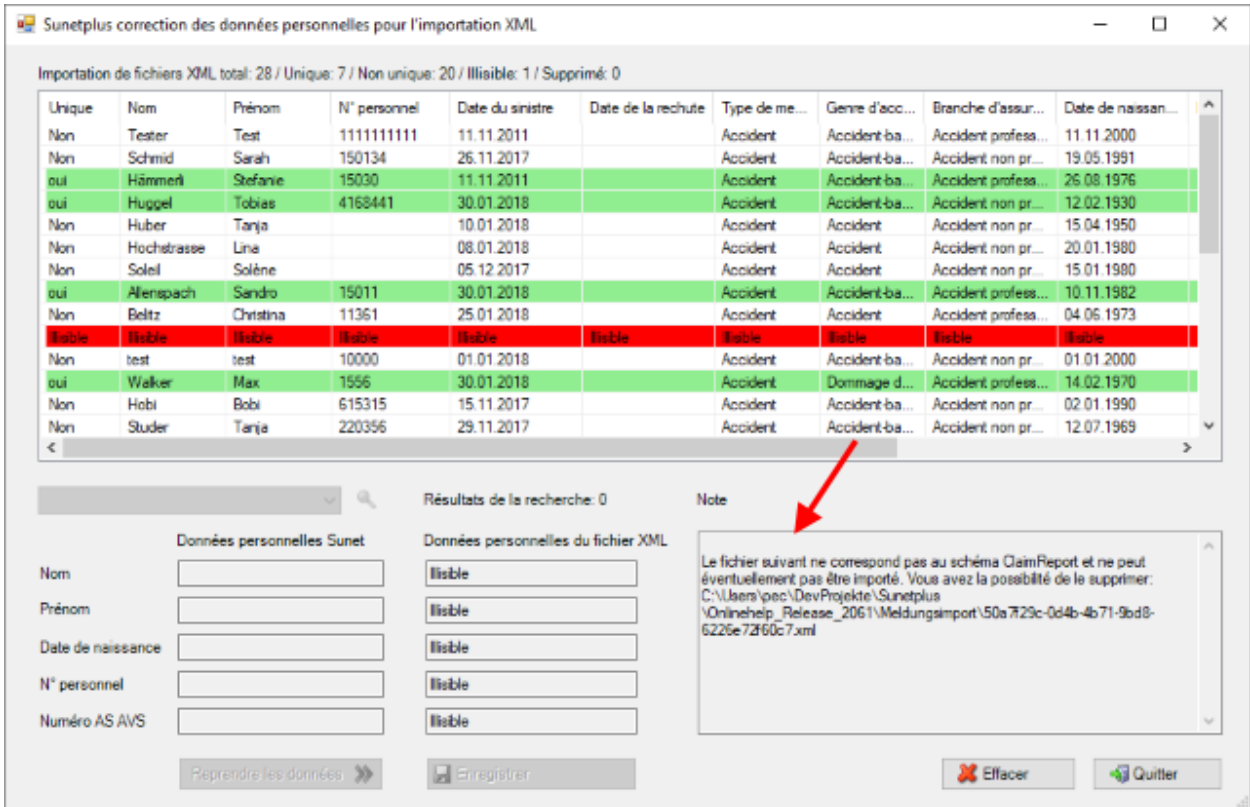 Sunetplus correction des données personnelles pour l'importation XML
Importation de fichiers XML total: 28 / Unique: 7 / Non unique: 20 / Illisible: 1 / Supprimé: 0
Unique Nom Prénom N° personnel Date du sinistre Date de la rechute Type de me... Genre d'acc... Branche d'assur... Date de naissan...
Non Tester Test 1111111111 11.11.2011 Accident Accident-ba... Accident profess... 11.11.2000
Non Schmid Sarah 150134 26.11.2017 Accident Accident-ba... Accident non pr... 19.05.1991
oui Hämmerli Stefanie 15030 11.11.2011 Accident Accident-ba... Accident profess... 26.08.1976
oui Huggel Tobias 4168441 30.01.2018 Accident Accident-ba... Accident profess... 12.02.1930
Non Huber Tanja 10.01.2018 Accident Accident Accident non pr... 15.04.1950
Non Hochstrasse Lina 08.01.2018 Accident Accident Accident non pr... 20.01.1980
Non Soleil Solène 05.12.2017 Accident Accident Accident non pr... 15.01.1980
oui Allenspach Sandro 15011 30.01.2018 Accident Accident-ba... Accident profess... 10.11.1982
Non Belitz Christina 11361 25.01.2018 Accident Accident Accident profess... 04.06.1973
Illisible Illisible Illisible Illisible Illisible Illisible Illisible Illisible Illisible Illisible
Non test test 10000 01.01.2018 Accident Accident-ba... Accident non pr... 01.01.2000
oui Walker Max 1556 30.01.2018 Accident Dommage d... Accident profess... 14.02.1970
Non Hobi Bobi 615315 15.11.2017 Accident Accident-ba... Accident non pr... 02.01.1990
Non Studer Tanja 220356 29.11.2017 Accident Accident-ba... Accident non pr... 12.07.1969
Résultats de la recherche: 0 Note
Données personnelles Sunet Données personnelles du fichier XML
Nom Illisible
Prénom Illisible
Date de naissance Illisible
N° personnel Illisible
Numéro AS AVS Illisible
Le fichier suivant ne correspond pas au schéma ClaimReport et ne peut
éventuellement pas être importé. Vous avez la possibilité de le supprimer:
C:\Users\pec\DevProjekte\Sunetplus
\Onlinehelp_Release_2061\Meldungsimport\50a7f29c-0d4b-4b71-9bd8-
6226e72f60c7.xml
Reprendre les données Enregistrer Effacer Quitter